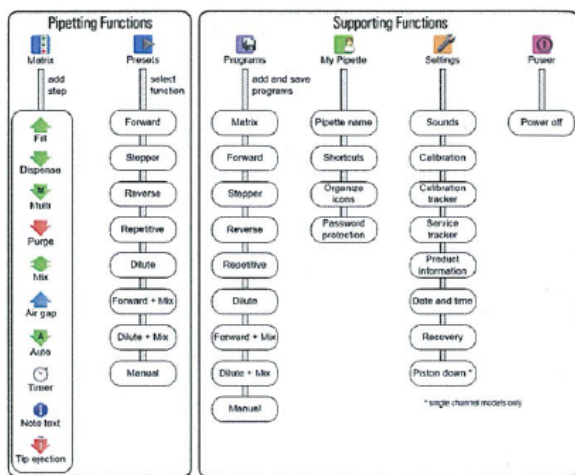 Pipetting Functions
Matrix
add
step
Fill
Dispense
M
Multi
Purge
Mix
Air gap
A
Auto
Timer
Note text
Tip ejection
Presets
select
function
Forward
Stepper
Reverse
Repetitive
Dilute
Forward + Mix
Dilute + Mix
Manual
Supporting Functions
Programs
add and save
programs
Matrix
Forward
Stepper
Reverse
Repetitive
Dilute
Forward + Mix
Dilute + Mix
Manual
My Pipette
Pipette name
Shortcuts
Organize
icons
Password
protection
Settings
Sounds
Calibration
Calibration
tracker
Service
tracker
Product
information
Date and time
Recovery
Piston down *
* single channel models only
Power
Power off